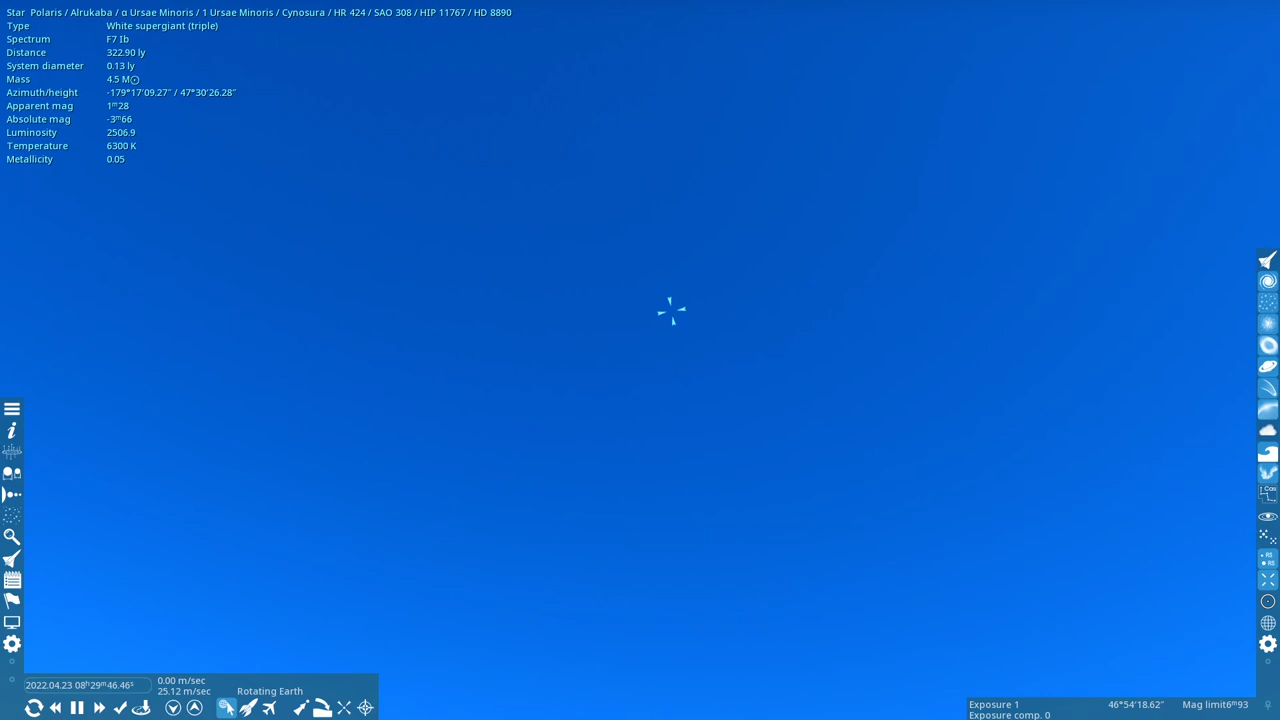 Star Polaris / Alrukaba / α Ursae Minoris / 1 Ursae Minoris / Cynosura / HR 424 / SAO 308 / HIP 11767 / HD 8890
Type White supergiant (triple)
Spectrum F7 Ib
Distance 322.90 ly
System diameter 0.13 ly
Mass 4.5 M☉
Azimuth/height -179°17'09.27" / 47°30'26.28"
Apparent mag 1ᵐ28
Absolute mag -3ᵐ66
Luminosity 2506.9
Temperature 6300 K
Metallicity 0.05
RS
RS
2022.04.23 08ʰ29ᵐ46.46ˢ
0.00 m/sec
25.12 m/sec
Rotating Earth
Exposure 1
Exposure comp. 0
46°54'18.62"
Mag limit6ᵐ93